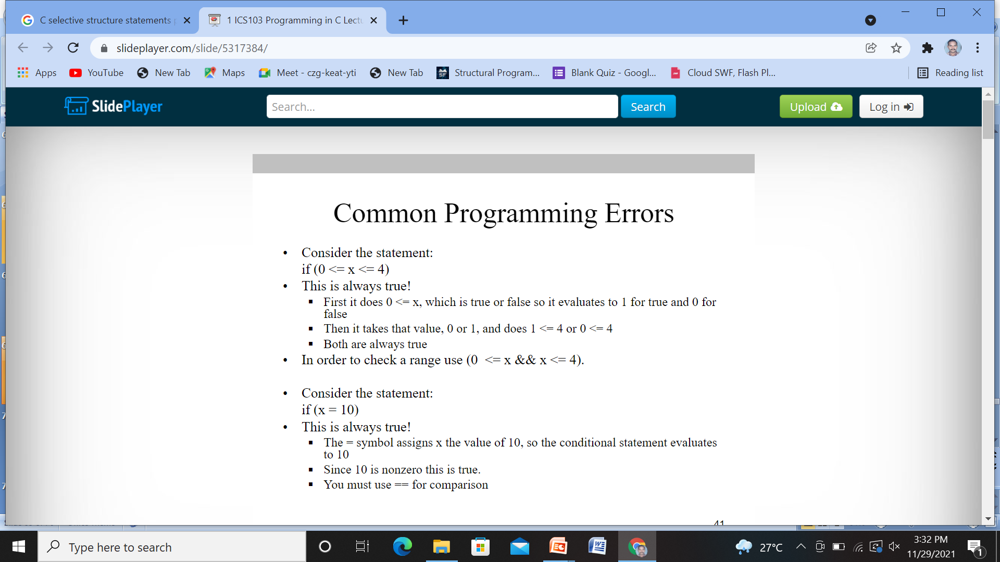 C selective structure statements
1 ICS103 Programming in C Lectu
slideplayer.com/slide/5317384/
Apps
YouTube
New Tab
Maps
Meet - czg-keat-yti
New Tab
Structural Program...
Blank Quiz - Googl...
Cloud SWF, Flash Pl...
Reading list
SlidePlayer
Search...
Search
Upload
Log in
Common Programming Errors
• Consider the statement:
if (0 <= x <= 4)
• This is always true!
▪ First it does 0 <= x, which is true or false so it evaluates to 1 for true and 0 for
false
▪ Then it takes that value, 0 or 1, and does 1 <= 4 or 0 <= 4
▪ Both are always true
• In order to check a range use (0 <= x && x <= 4).
• Consider the statement:
if (x = 10)
• This is always true!
▪ The = symbol assigns x the value of 10, so the conditional statement evaluates
to 10
▪ Since 10 is nonzero this is true.
▪ You must use == for comparison
41
Type here to search
27°C
3:32 PM
11/29/2021
1